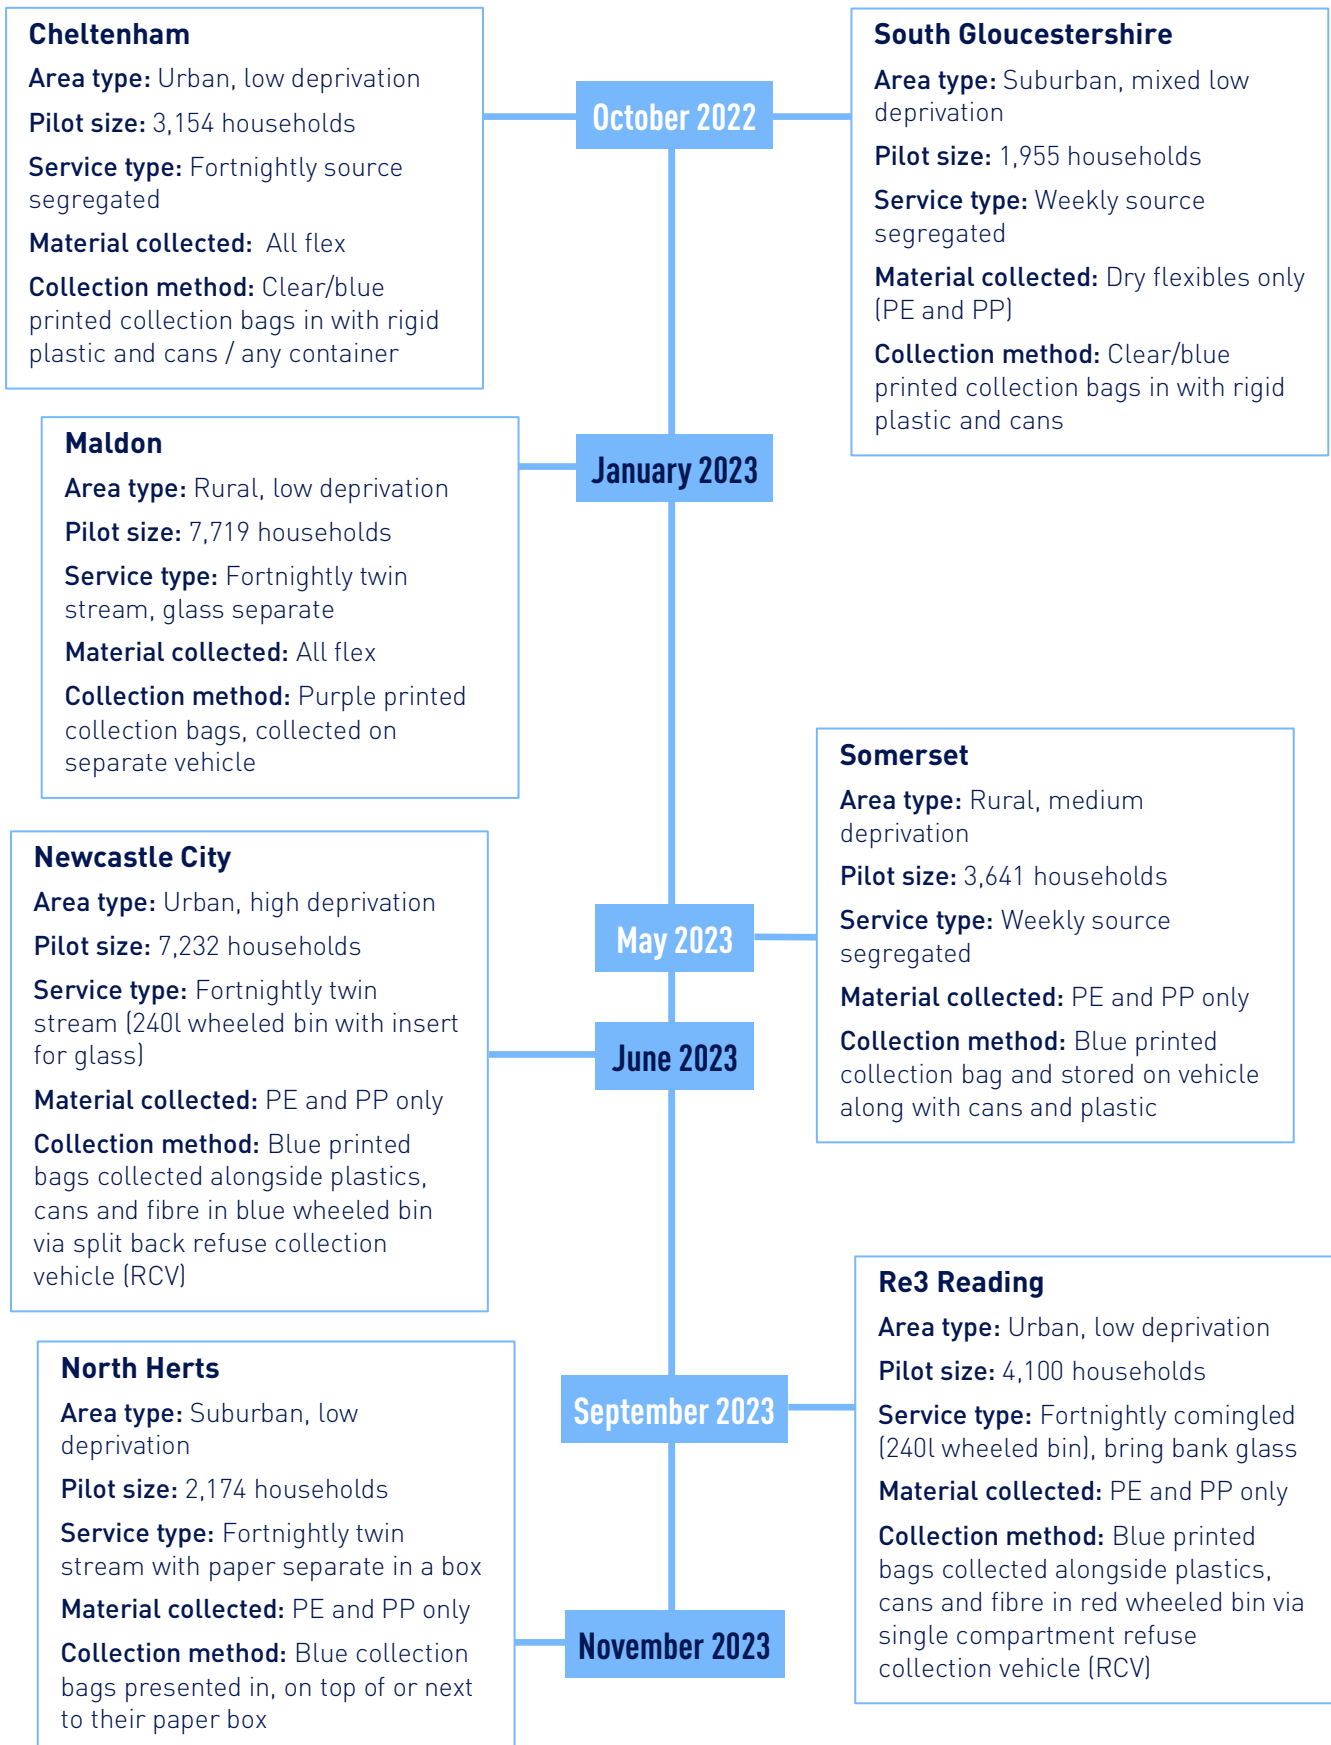 Cheltenham
Area type: Urban, low deprivation
Pilot size: 3,154 households
Service type: Fortnightly source
segregated
Material collected: All flex
Collection method: Clear/blue
printed collection bags in with rigid
plastic and cans / any container
October 2022
South Gloucestershire
Area type: Suburban, mixed low
deprivation
Pilot size: 1,955 households
Service type: Weekly source
segregated
Material collected: Dry flexibles only
(PE and PP)
Collection method: Clear/blue
printed collection bags in with rigid
plastic and cans
Maldon
Area type: Rural, low deprivation
Pilot size: 7,719 households
Service type: Fortnightly twin
stream, glass separate
Material collected: All flex
Collection method: Purple printed
collection bags, collected on
separate vehicle
January 2023
Somerset
Area type: Rural, medium
deprivation
Pilot size: 3,641 households
Service type: Weekly source
segregated
Material collected: PE and PP only
Collection method: Blue printed
collection bag and stored on vehicle
along with cans and plastic
May 2023
Newcastle City
Area type: Urban, high deprivation
Pilot size: 7,232 households
Service type: Fortnightly twin
stream (240l wheeled bin with insert
for glass)
Material collected: PE and PP only
Collection method: Blue printed
bags collected alongside plastics,
cans and fibre in blue wheeled bin
via split back refuse collection
vehicle (RCV)
June 2023
Re3 Reading
Area type: Urban, low deprivation
Pilot size: 4,100 households
Service type: Fortnightly comingled
(240l wheeled bin), bring bank glass
Material collected: PE and PP only
Collection method: Blue printed
bags collected alongside plastics,
cans and fibre in red wheeled bin via
single compartment refuse
collection vehicle (RCV)
September 2023
North Herts
Area type: Suburban, low
deprivation
Pilot size: 2,174 households
Service type: Fortnightly twin
stream with paper separate in a box
Material collected: PE and PP only
Collection method: Blue collection
bags presented in, on top of or next
to their paper box
November 2023